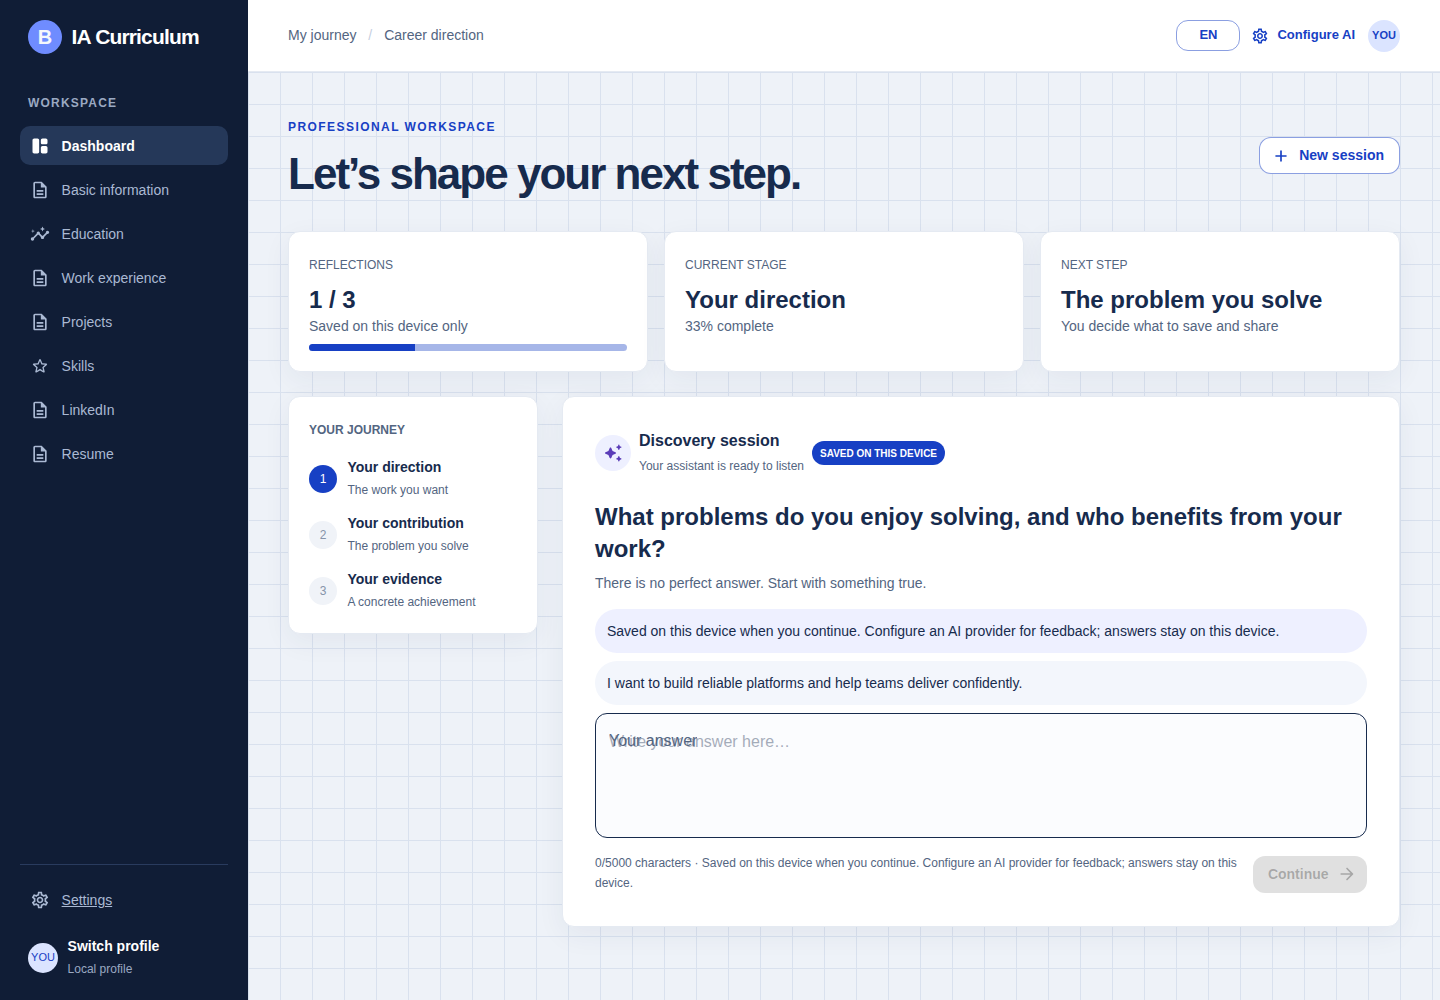 B IA Curriculum
WORKSPACE
Dashboard
Basic information
Education
Work experience
Projects
Skills
LinkedIn
Resume
Settings
YOU
Switch profile
Local profile
My journey / Career direction
EN
Configure AI
YOU
PROFESSIONAL WORKSPACE
Let’s shape your next step.
New session
REFLECTIONS
1 / 3
Saved on this device only
CURRENT STAGE
Your direction
33% complete
NEXT STEP
The problem you solve
You decide what to save and share
YOUR JOURNEY
1
Your direction
The work you want
2
Your contribution
The problem you solve
3
Your evidence
A concrete achievement
Discovery session
Your assistant is ready to listen
SAVED ON THIS DEVICE
What problems do you enjoy solving, and who benefits from your
work?
There is no perfect answer. Start with something true.
Saved on this device when you continue. Configure an AI provider for feedback; answers stay on this device.
I want to build reliable platforms and help teams deliver confidently.
Your answer
Write your answer here…
0/5000 characters · Saved on this device when you continue. Configure an AI provider for feedback; answers stay on this
device.
Continue